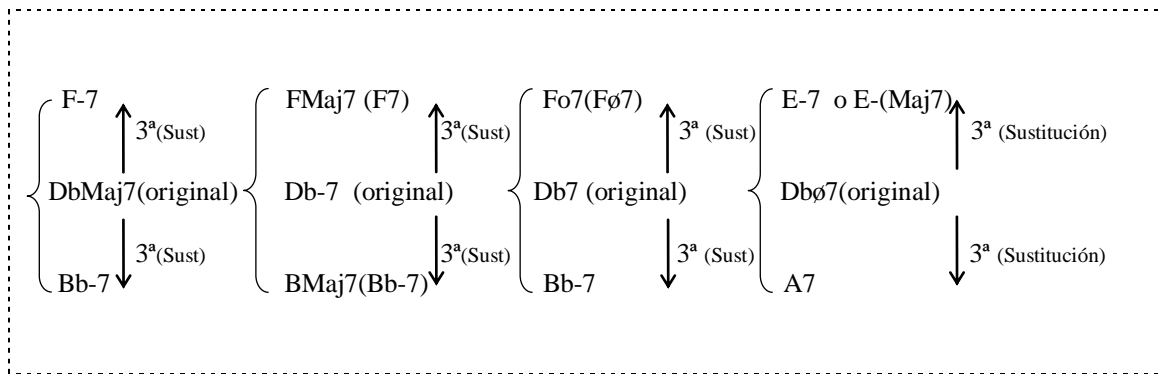 F-7
3ª(Sust)
DbMaj7(original)
3ª(Sust)
Bb-7
FMaj7 (F7)
3ª(Sust)
Db-7 (original)
3ª(Sust)
BMaj7(Bb-7)
Fo7(Fø7)
3ª (Sust)
Db7 (original)
3ª (Sust)
Bb-7
E-7 o E-(Maj7)
3ª (Sustitución)
Dbø7(original)
3ª (Sustitución)
A7